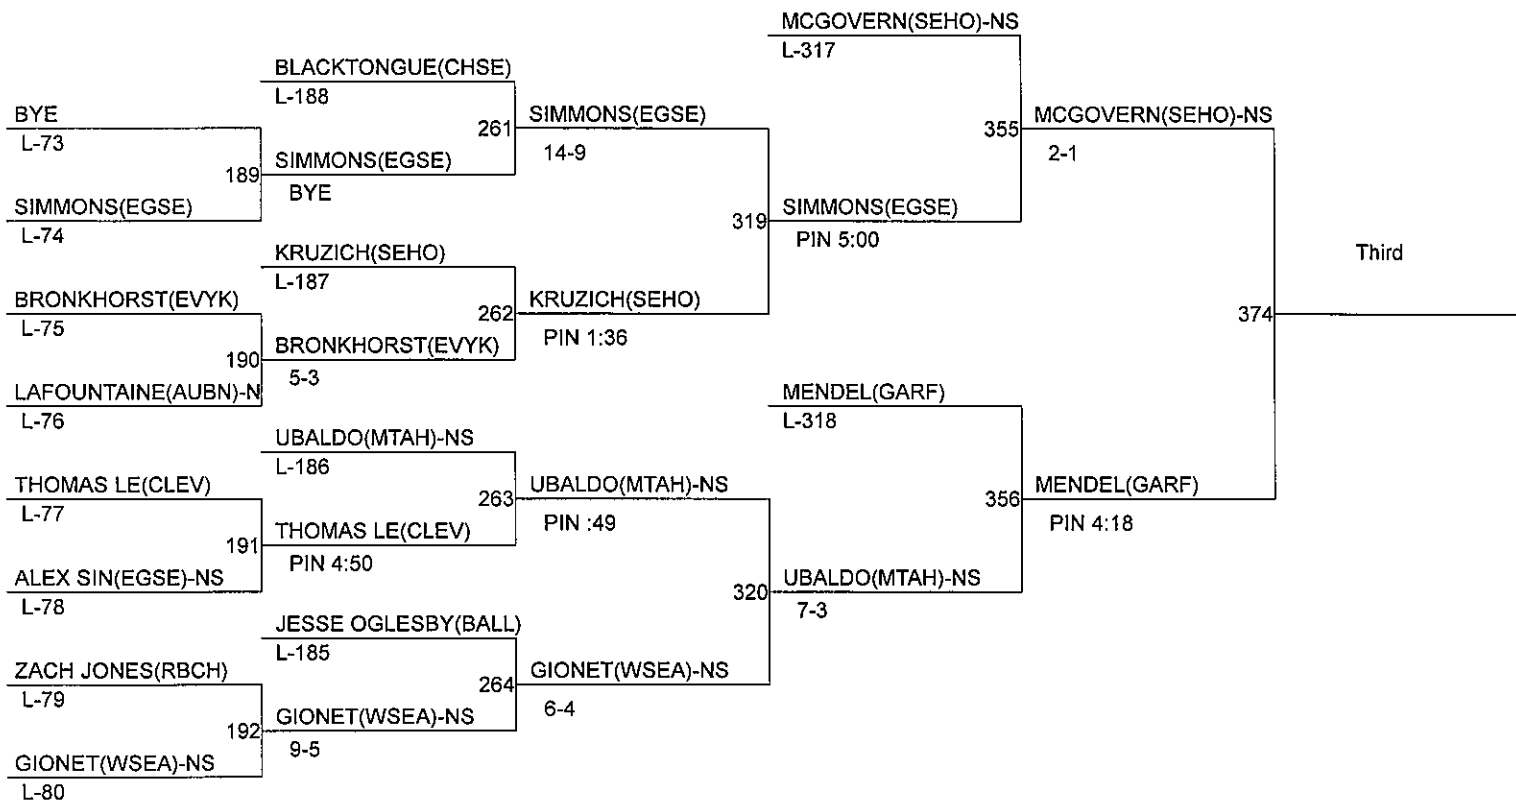 MCGOVERN(SEHO)-NS
L-317
BLACKTONGUE(CHSE)
L-188
BYE
L-73
261
SIMMONS(EGSE)
14-9
355
MCGOVERN(SEHO)-NS
2-1
189
SIMMONS(EGSE)
BYE
SIMMONS(EGSE)
L-74
319
SIMMONS(EGSE)
PIN 5:00
KRUZICH(SEHO)
L-187
Third
BRONKHORST(EVYK)
L-75
262
KRUZICH(SEHO)
PIN 1:36
374
190
BRONKHORST(EVYK)
5-3
LAFOUNTAINE(AUBN)-N
L-76
MENDEL(GARF)
L-318
UBALDO(MTAH)-NS
L-186
THOMAS LE(CLEV)
L-77
263
UBALDO(MTAH)-NS
PIN :49
356
MENDEL(GARF)
PIN 4:18
191
THOMAS LE(CLEV)
PIN 4:50
ALEX SIN(EGSE)-NS
L-78
320
UBALDO(MTAH)-NS
7-3
JESSE OGLESBY(BALL)
L-185
ZACH JONES(RBCH)
L-79
264
GIONET(WSEA)-NS
6-4
192
GIONET(WSEA)-NS
9-5
GIONET(WSEA)-NS
L-80